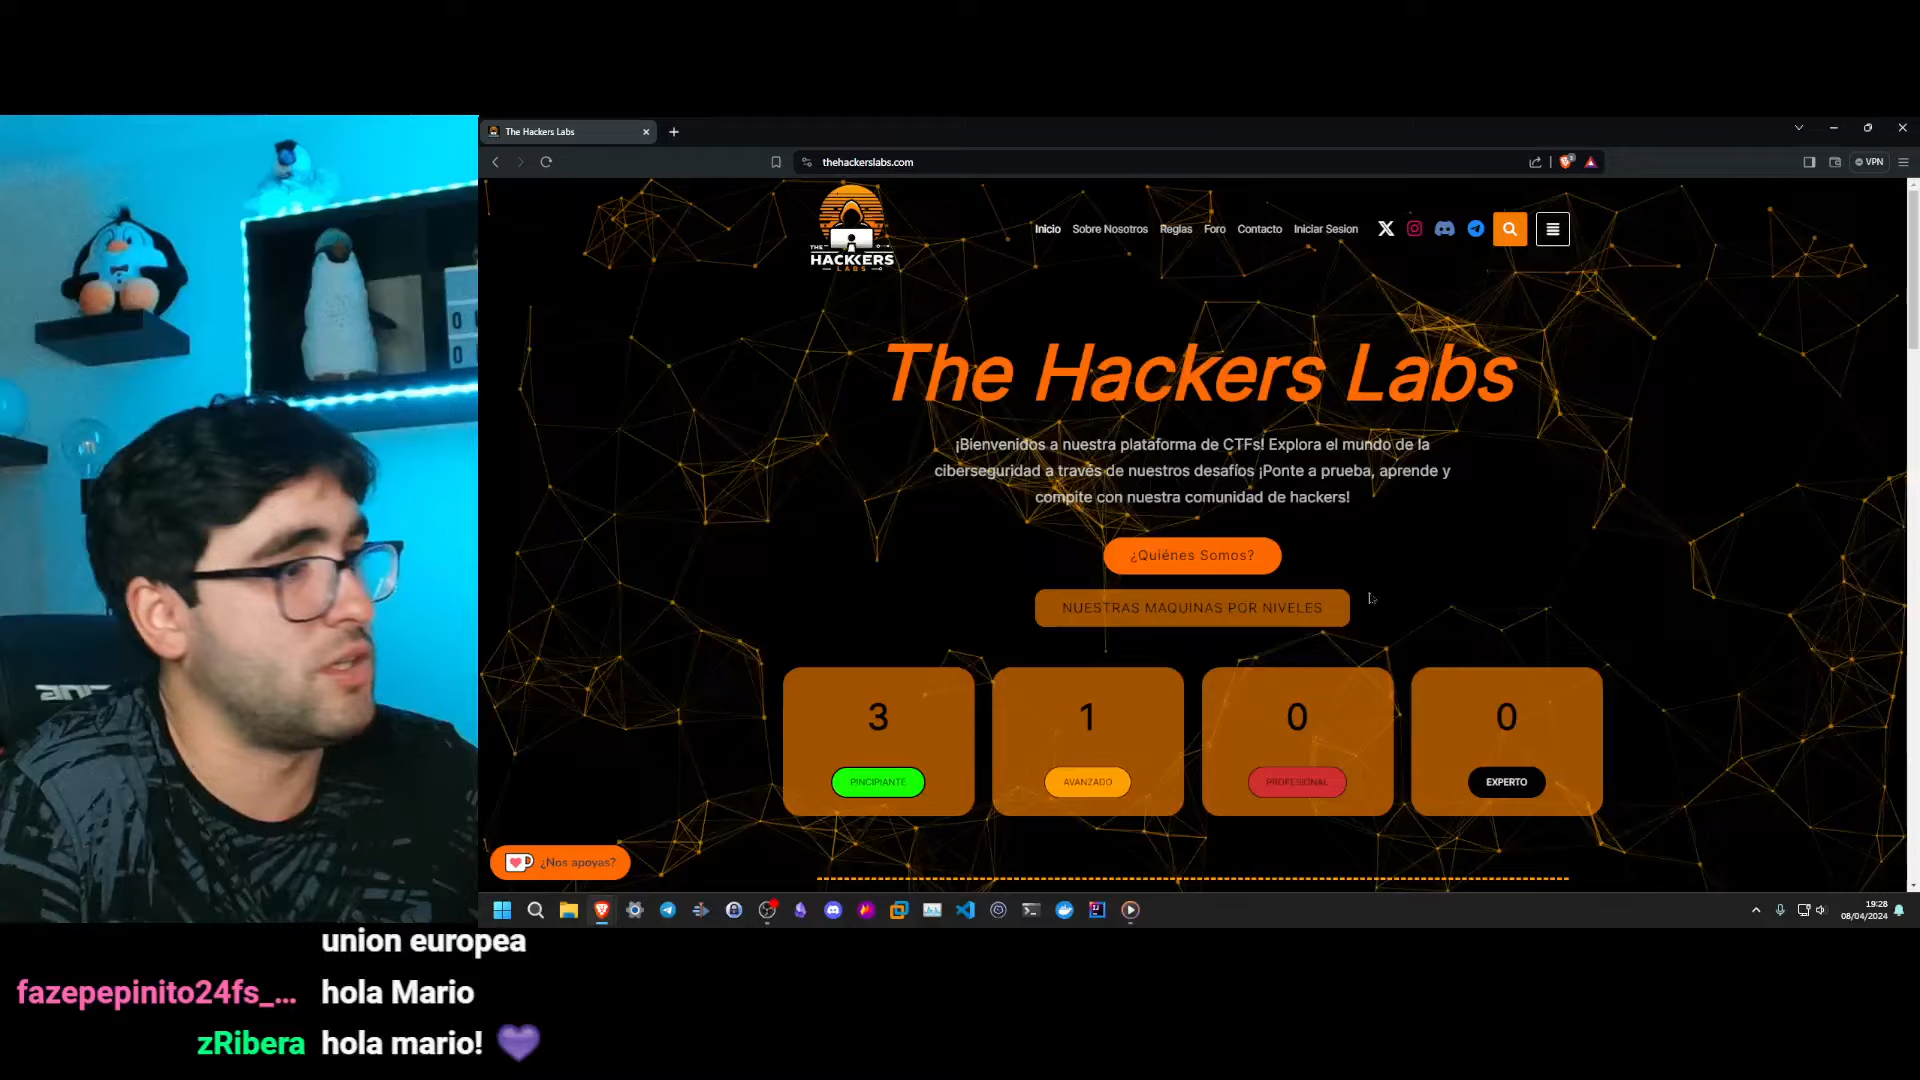 The Hackers Labs
thehackerslabs.com
VPN
THE
HACKKERS
LABS
Inicio Sobre Nosotros Reglas Foro Contacto Iniciar Sesion
The Hackers Labs
¡Bienvenidos a nuestra plataforma de CTFs! Explora el mundo de la
ciberseguridad a través de nuestros desafíos ¡Ponte a prueba, aprende y
compite con nuestra comunidad de hackers!
¿Quiénes Somos?
NUESTRAS MAQUINAS POR NIVELES
3 1 0 0
PINCIPIANTE AVANZADO PROFESSIONAL EXPERTO
¿Nos apoyas?
19:28
08/04/2024
union europea
fazepepinito24fs_... hola Mario
zRibera hola mario!